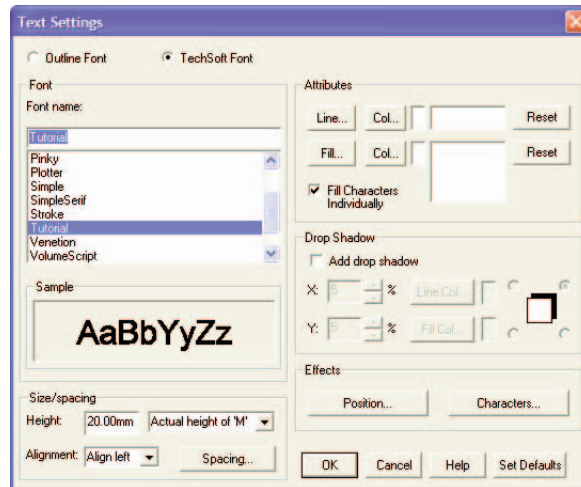 Text Settings
Outline Font
TechSoft Font
Font
Font name:
Tutorial
Pinky
Plotter
Simple
SimpleSerif
Stroke
Tutorial
Venetion
VolumeScript
Sample
AaBbYyZz
Size/spacing
Height: 20.00mm Actual height of 'M'
Alignment: Align left Spacing...
Attributes
Line... Col... Reset
Fill... Col... Reset
Fill Characters
Individually
Drop Shadow
Add drop shadow
X: 5 % Line Col...
Y: 5 % Fill Col...
Effects
Position... Characters...
OK Cancel Help Set Defaults